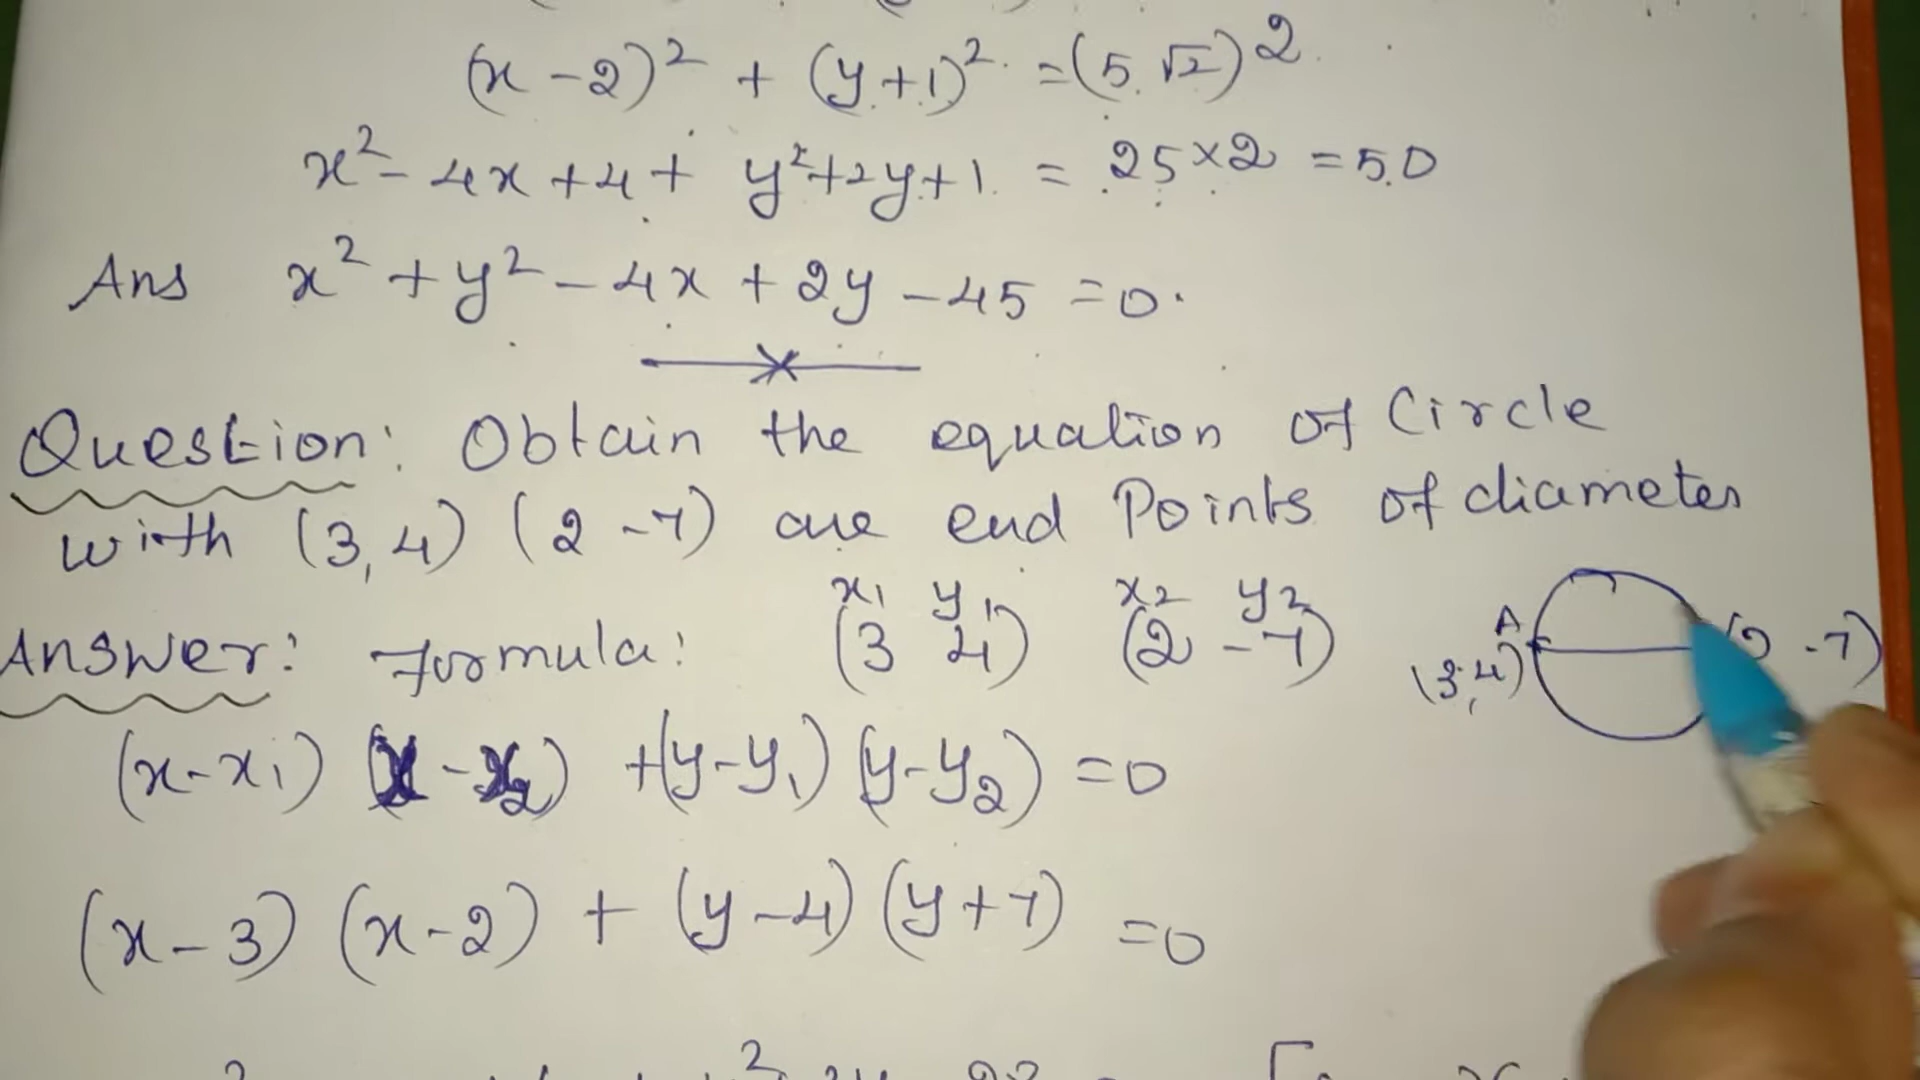 (x-2)² + (y+1)² = (5√2)²
x² - 4x + 4 + y² + 2y + 1 = 25×2 = 50
Ans x² + y² - 4x + 2y - 45 = 0.
Question: Obtain the equation of Circle
with (3,4) (2 -7) are end Points of diameter
x₁ y₁ x₂ y₂
Answer: Formula: (3 4) (2 -7)
A
(3,4) -7)
(x-x₁) (x-x₂) + (y-y₁) (y-y₂) = 0
(x-3) (x-2) + (y-4) (y+7) = 0